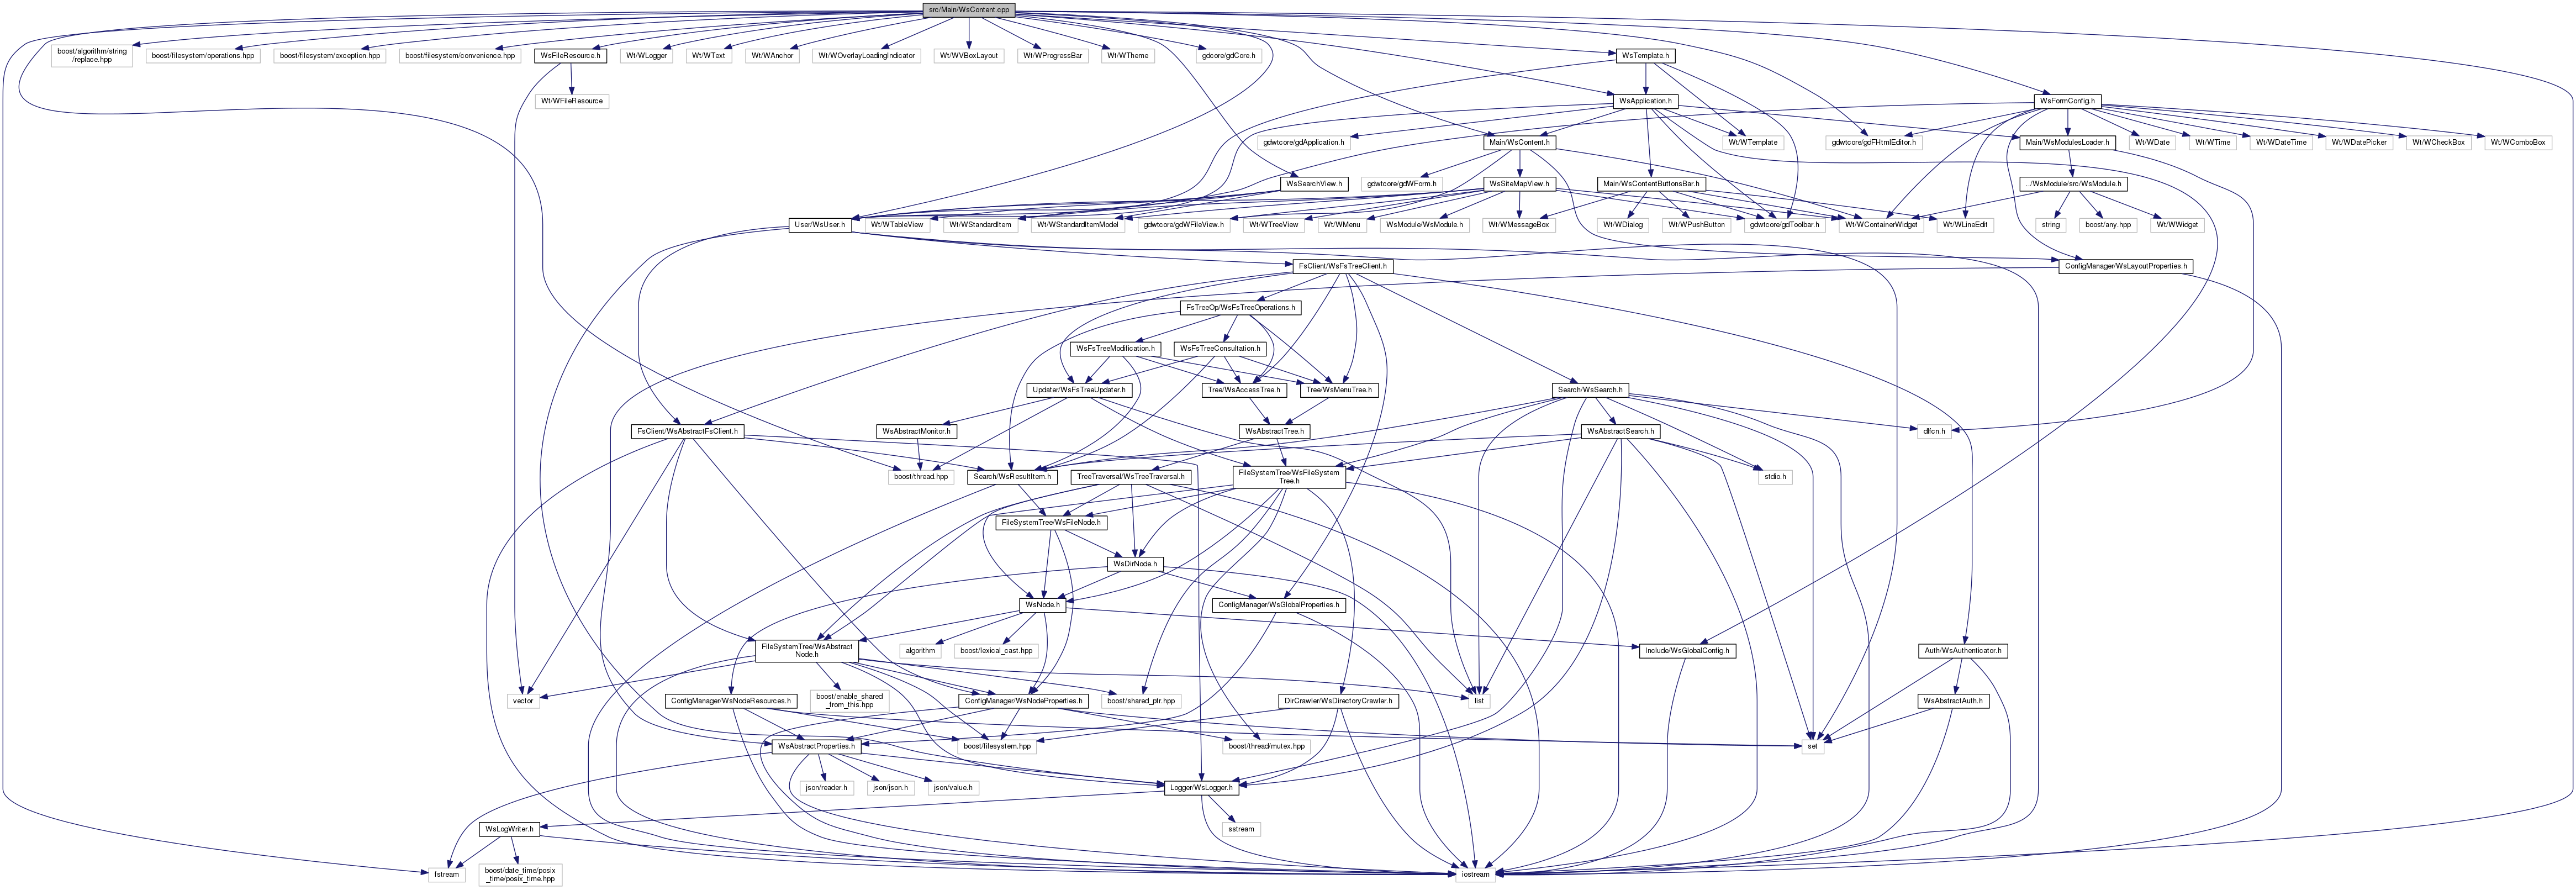 src/Main/WsContent.cpp
boost/algorithm/string
/replace.hpp
boost/filesystem/operations.hpp
boost/filesystem/exception.hpp
boost/filesystem/convenience.hpp
WsFileResource.h
Wt/WLogger
Wt/WText
Wt/WAnchor
Wt/WOverlayLoadingIndicator
Wt/WVBoxLayout
Wt/WProgressBar
Wt/WTheme
gdcore/gdCore.h
WsTemplate.h
Wt/WFileResource
WsApplication.h
WsFormConfig.h
gdwtcore/gdApplication.h
Main/WsContent.h
Wt/WTemplate
gdwtcore/gdFHtmlEditor.h
Main/WsModulesLoader.h
Wt/WDate
Wt/WTime
Wt/WDateTime
Wt/WDatePicker
Wt/WCheckBox
Wt/WComboBox
WsSearchView.h
gdwtcore/gdWForm.h
WsSiteMapView.h
Main/WsContentButtonsBar.h
../WsModule/src/WsModule.h
User/WsUser.h
Wt/WTableView
Wt/WStandardItem
Wt/WStandardItemModel
gdwtcore/gdWFileView.h
Wt/WTreeView
Wt/WMenu
WsModule/WsModule.h
Wt/WMessageBox
Wt/WDialog
Wt/WPushButton
gdwtcore/gdToolbar.h
Wt/WContainerWidget
Wt/WLineEdit
string
boost/any.hpp
Wt/WWidget
FsClient/WsFsTreeClient.h
ConfigManager/WsLayoutProperties.h
FsTreeOp/WsFsTreeOperations.h
WsFsTreeModification.h
WsFsTreeConsultation.h
Updater/WsFsTreeUpdater.h
Tree/WsAccessTree.h
Tree/WsMenuTree.h
Search/WsSearch.h
FsClient/WsAbstractFsClient.h
WsAbstractMonitor.h
WsAbstractTree.h
WsAbstractSearch.h
dlfcn.h
boost/thread.hpp
Search/WsResultItem.h
TreeTraversal/WsTreeTraversal.h
FileSystemTree/WsFileSystem
Tree.h
stdio.h
FileSystemTree/WsFileNode.h
WsDirNode.h
WsNode.h
ConfigManager/WsGlobalProperties.h
FileSystemTree/WsAbstract
Node.h
algorithm
boost/lexical_cast.hpp
Include/WsGlobalConfig.h
Auth/WsAuthenticator.h
vector
ConfigManager/WsNodeResources.h
boost/enable_shared
_from_this.hpp
ConfigManager/WsNodeProperties.h
boost/shared_ptr.hpp
DirCrawler/WsDirectoryCrawler.h
list
WsAbstractAuth.h
WsAbstractProperties.h
boost/filesystem.hpp
boost/thread/mutex.hpp
set
json/reader.h
json/json.h
json/value.h
Logger/WsLogger.h
WsLogWriter.h
sstream
fstream
boost/date_time/posix
_time/posix_time.hpp
iostream